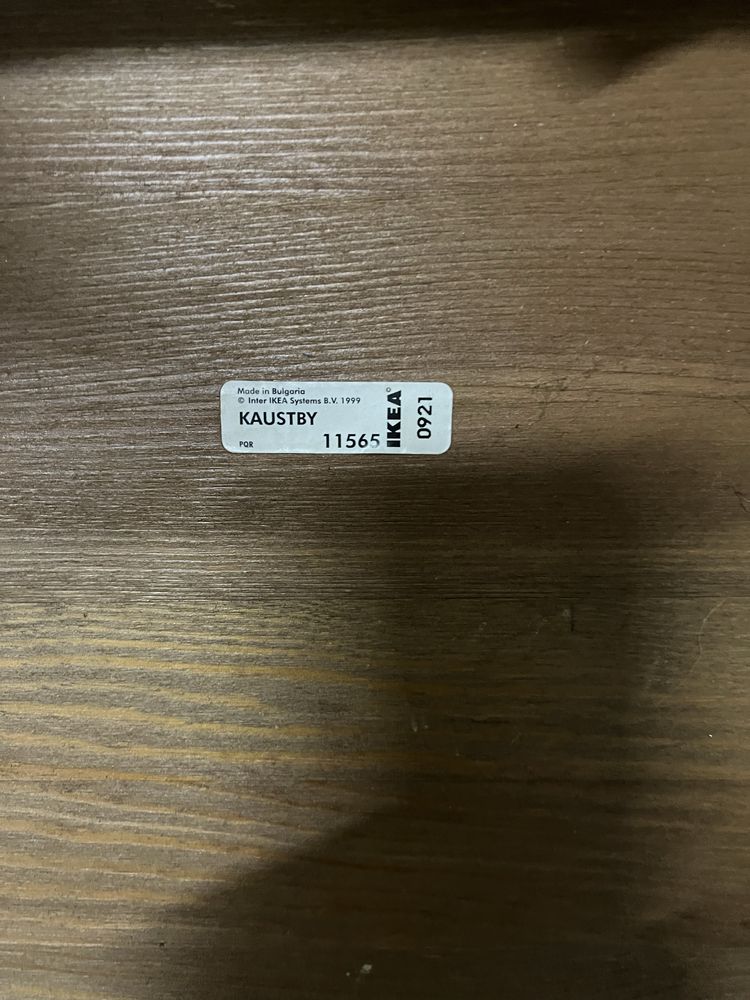 Made in Bulgaria
© Inter IKEA Systems B.V. 1999
KAUSTBY
PQR 11565
IKEA®
0921